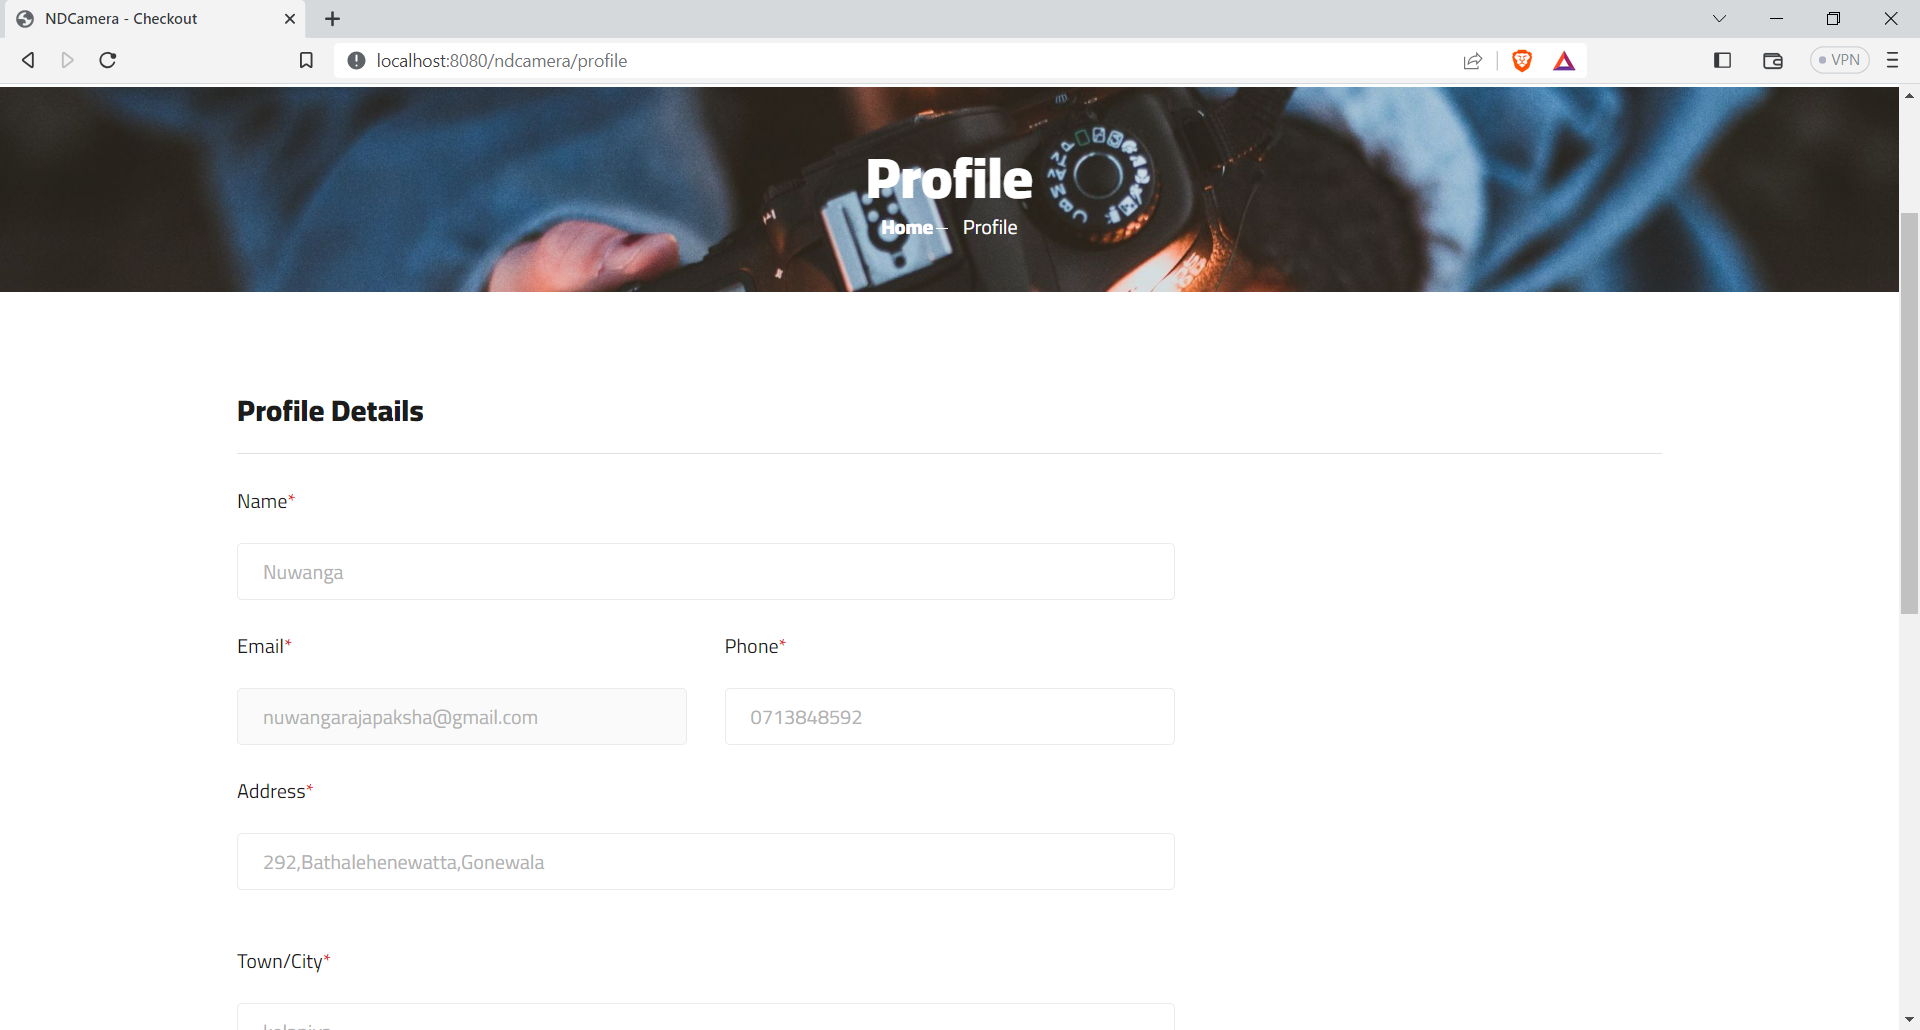 NDCamera - Checkout
localhost:8080/ndcamera/profile
VPN
Profile
Home— Profile
Profile Details
Name*
Nuwanga
Email* Phone*
nuwangarajapaksha@gmail.com 0713848592
Address*
292,Bathalehenewatta,Gonewala
Town/City*